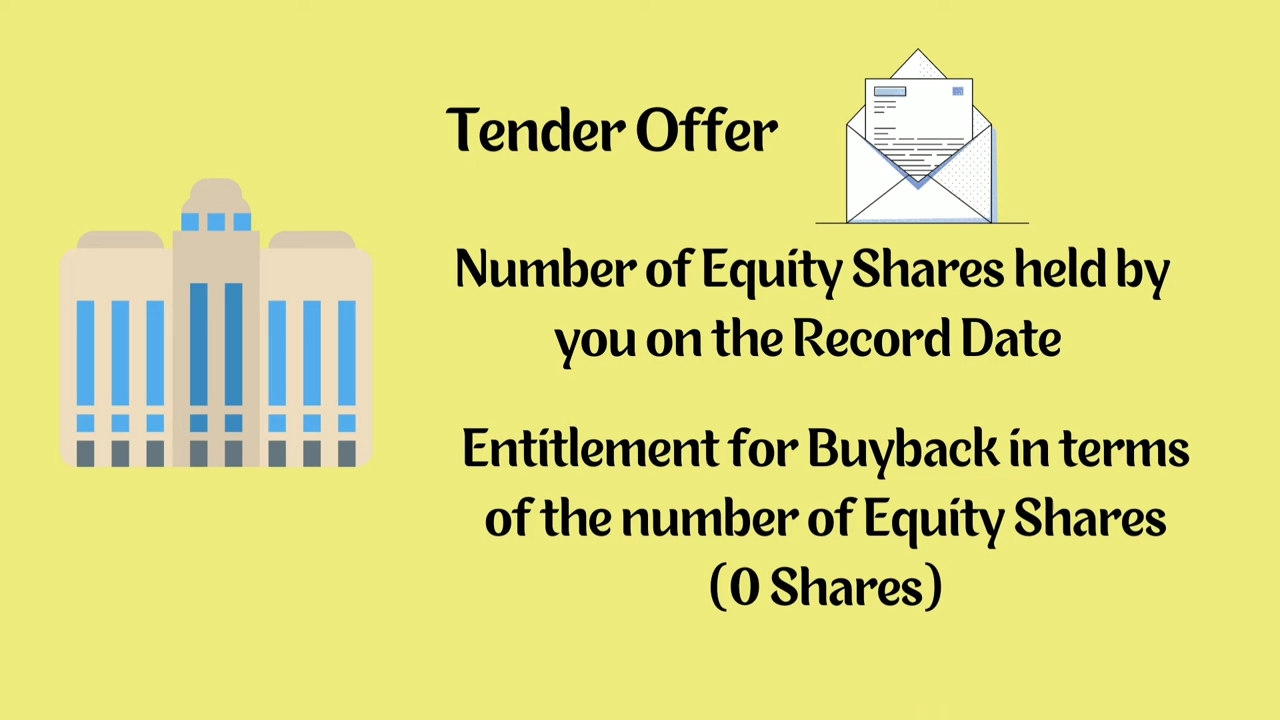 Tender Offer
Number of Equity Shares held by
you on the Record Date
Entitlement for Buyback in terms
of the number of Equity Shares
(0 Shares)